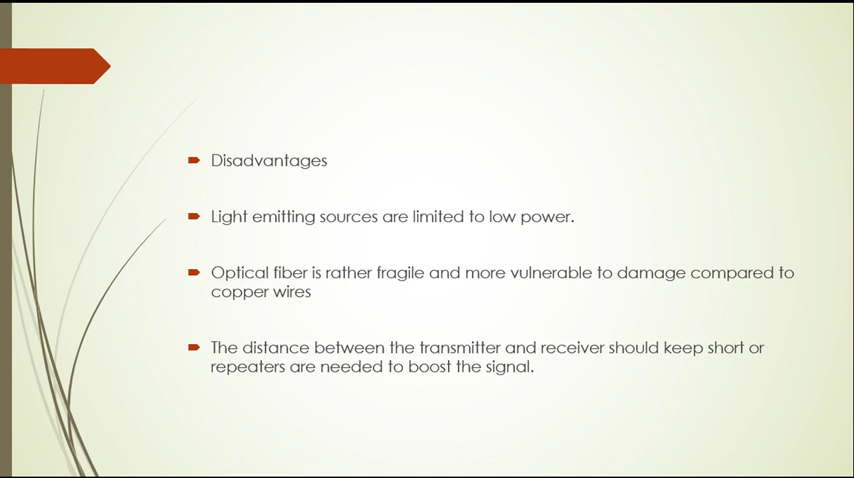 Disadvantages
Light emitting sources are limited to low power.
Optical fiber is rather fragile and more vulnerable to damage compared to
copper wires
The distance between the transmitter and receiver should keep short or
repeaters are needed to boost the signal.